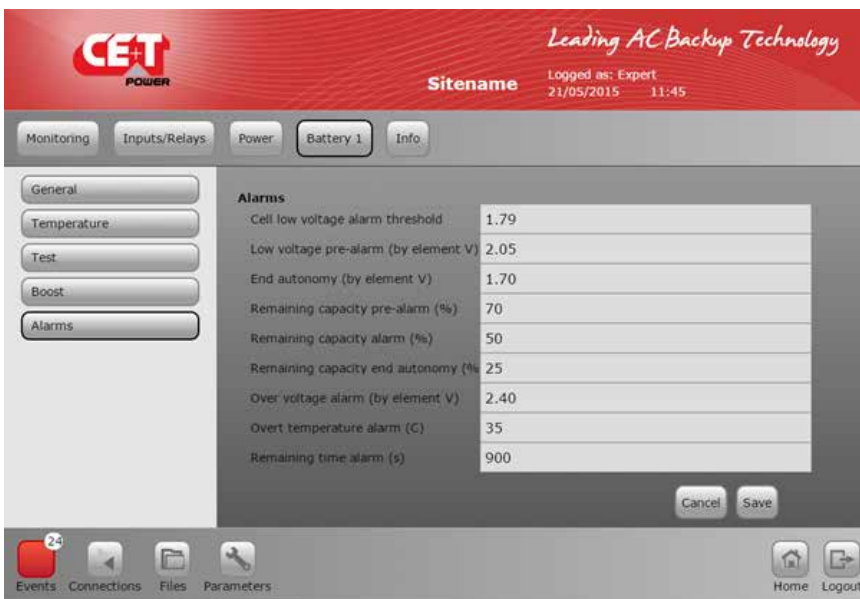 CE+T
POWER
Leading AC Backup Technology
Sitename
Logged as: Expert
21/05/2015 11:45
Monitoring Inputs/Relays Power Battery 1 Info
General
Temperature
Test
Boost
Alarms
Alarms
Cell low voltage alarm threshold 1.79
Low voltage pre-alarm (by element V) 2.05
End autonomy (by element V) 1.70
Remaining capacity pre-alarm (%) 70
Remaining capacity alarm (%) 50
Remaining capacity end autonomy (% 25
Over voltage alarm (by element V) 2.40
Overt temperature alarm (C) 35
Remaining time alarm (s) 900
Cancel Save
24
Events Connections Files Parameters Home Logout